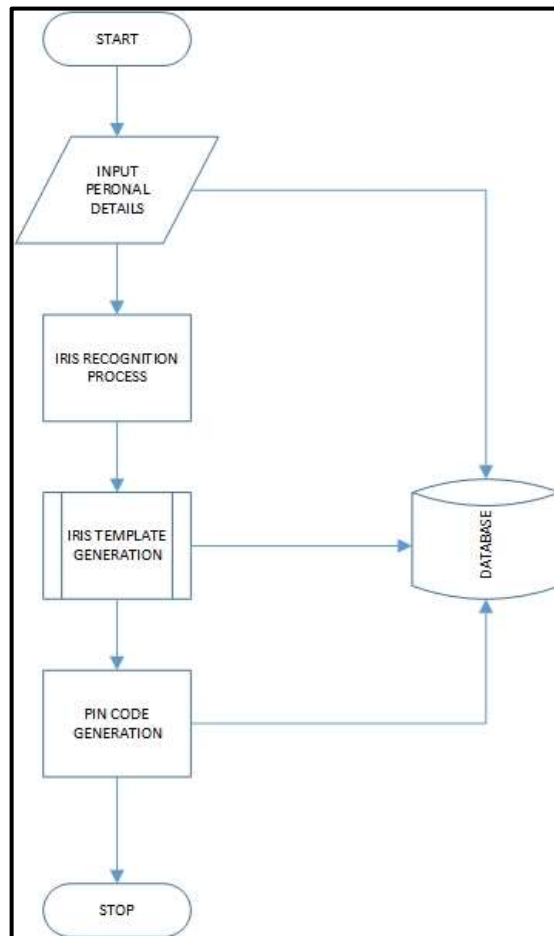 START
INPUT
PERONAL
DETAILS
IRIS RECOGNITION
PROCESS
IRIS TEMPLATE
GENERATION
DATABASE
PIN CODE
GENERATION
STOP